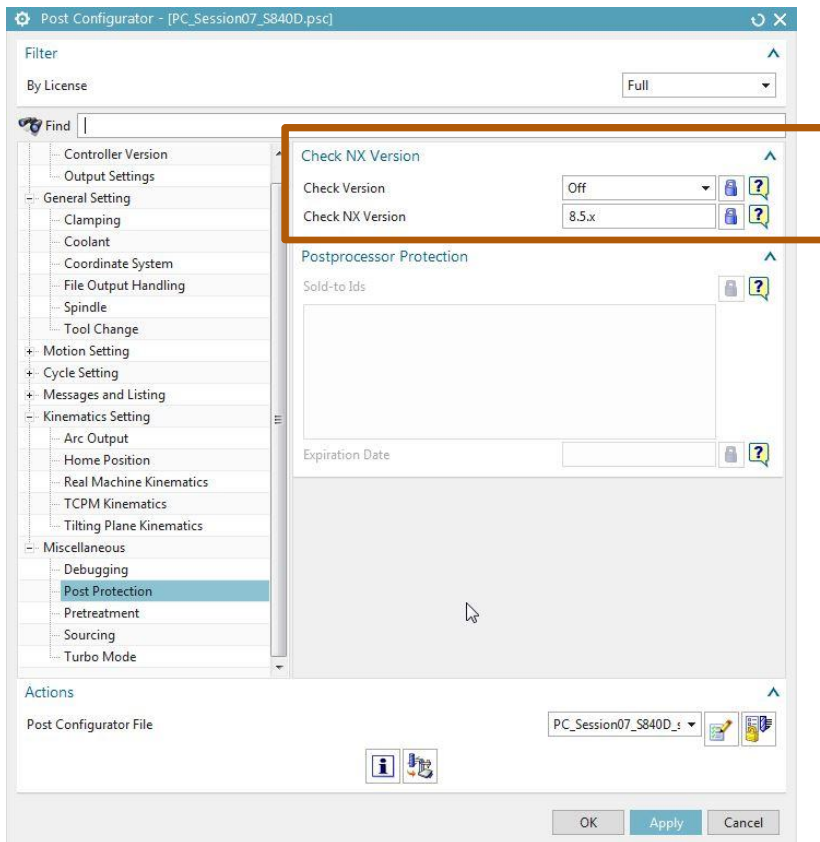 Post Configurator - [PC_Session07_S840D.psc]
Filter
By License
Full
Find
Controller Version
Output Settings
General Setting
Clamping
Coolant
Coordinate System
File Output Handling
Spindle
Tool Change
Motion Setting
Cycle Setting
Messages and Listing
Kinematics Setting
Arc Output
Home Position
Real Machine Kinematics
TCPM Kinematics
Tilting Plane Kinematics
Miscellaneous
Debugging
Post Protection
Pretreatment
Sourcing
Turbo Mode
Check NX Version
Check Version
Off
Check NX Version
8.5.x
Postprocessor Protection
Sold-to Ids
Expiration Date
Actions
Post Configurator File
PC_Session07_S840D_s
OK
Apply
Cancel